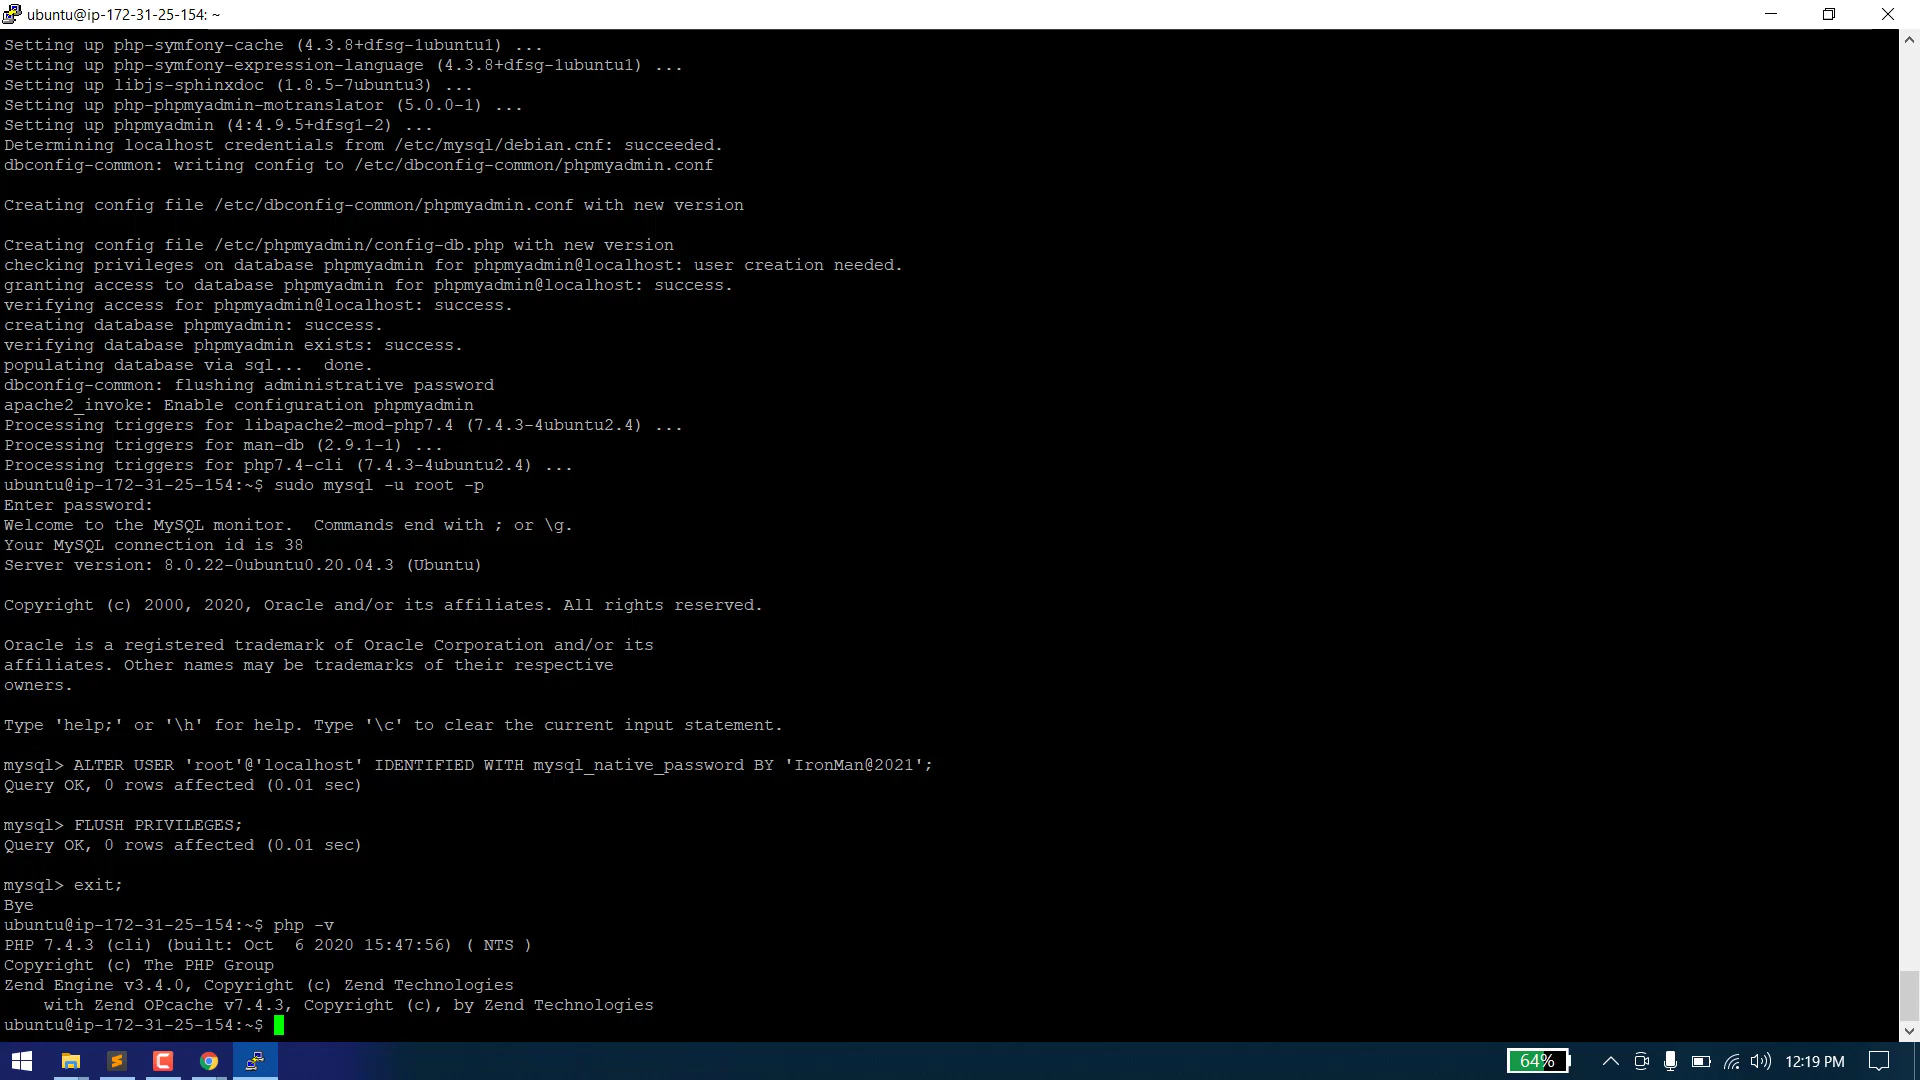 ubuntu@ip-172-31-25-154: ~
Setting up php-symfony-cache (4.3.8+dfsg-1ubuntu1) ...
Setting up php-symfony-expression-language (4.3.8+dfsg-1ubuntu1) ...
Setting up libjs-sphinxdoc (1.8.5-7ubuntu3) ...
Setting up php-phpmyadmin-motranslator (5.0.0-1) ...
Setting up phpmyadmin (4:4.9.5+dfsg1-2) ...
Determining localhost credentials from /etc/mysql/debian.cnf: succeeded.
dbconfig-common: writing config to /etc/dbconfig-common/phpmyadmin.conf
Creating config file /etc/dbconfig-common/phpmyadmin.conf with new version
Creating config file /etc/phpmyadmin/config-db.php with new version
checking privileges on database phpmyadmin for phpmyadmin@localhost: user creation needed.
granting access to database phpmyadmin for phpmyadmin@localhost: success.
verifying access for phpmyadmin@localhost: success.
creating database phpmyadmin: success.
verifying database phpmyadmin exists: success.
populating database via sql...  done.
dbconfig-common: flushing administrative password
apache2_invoke: Enable configuration phpmyadmin
Processing triggers for libapache2-mod-php7.4 (7.4.3-4ubuntu2.4) ...
Processing triggers for man-db (2.9.1-1) ...
Processing triggers for php7.4-cli (7.4.3-4ubuntu2.4) ...
ubuntu@ip-172-31-25-154:~$ sudo mysql -u root -p
Enter password:
Welcome to the MySQL monitor.  Commands end with ; or \g.
Your MySQL connection id is 38
Server version: 8.0.22-0ubuntu0.20.04.3 (Ubuntu)
Copyright (c) 2000, 2020, Oracle and/or its affiliates. All rights reserved.
Oracle is a registered trademark of Oracle Corporation and/or its
affiliates. Other names may be trademarks of their respective
owners.
Type 'help;' or '\h' for help. Type '\c' to clear the current input statement.
mysql> ALTER USER 'root'@'localhost' IDENTIFIED WITH mysql_native_password BY 'IronMan@2021';
Query OK, 0 rows affected (0.01 sec)
mysql> FLUSH PRIVILEGES;
Query OK, 0 rows affected (0.01 sec)
mysql> exit;
Bye
ubuntu@ip-172-31-25-154:~$ php -v
PHP 7.4.3 (cli) (built: Oct  6 2020 15:47:56) ( NTS )
Copyright (c) The PHP Group
Zend Engine v3.4.0, Copyright (c) Zend Technologies
    with Zend OPcache v7.4.3, Copyright (c), by Zend Technologies
ubuntu@ip-172-31-25-154:~$
64%
12:19 PM